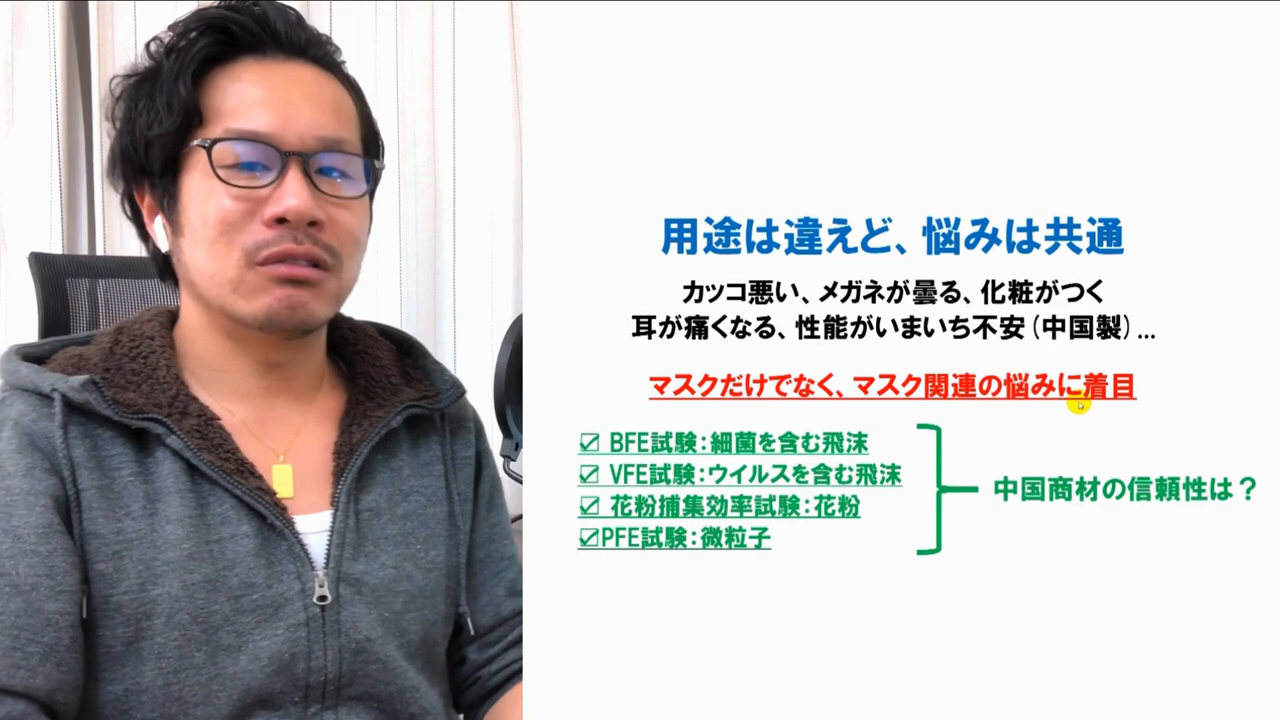 用途は違えど、悩みは共通
カッコ悪い、メガネが曇る、化粧がつく
耳が痛くなる、性能がいまいち不安(中国製)...
マスクだけでなく、マスク関連の悩みに着目
☑ BFE試験:細菌を含む飛沫
☑ VFE試験:ウイルスを含む飛沫
☑ 花粉捕集効率試験:花粉
☑PFE試験:微粒子
中国商材の信頼性は?